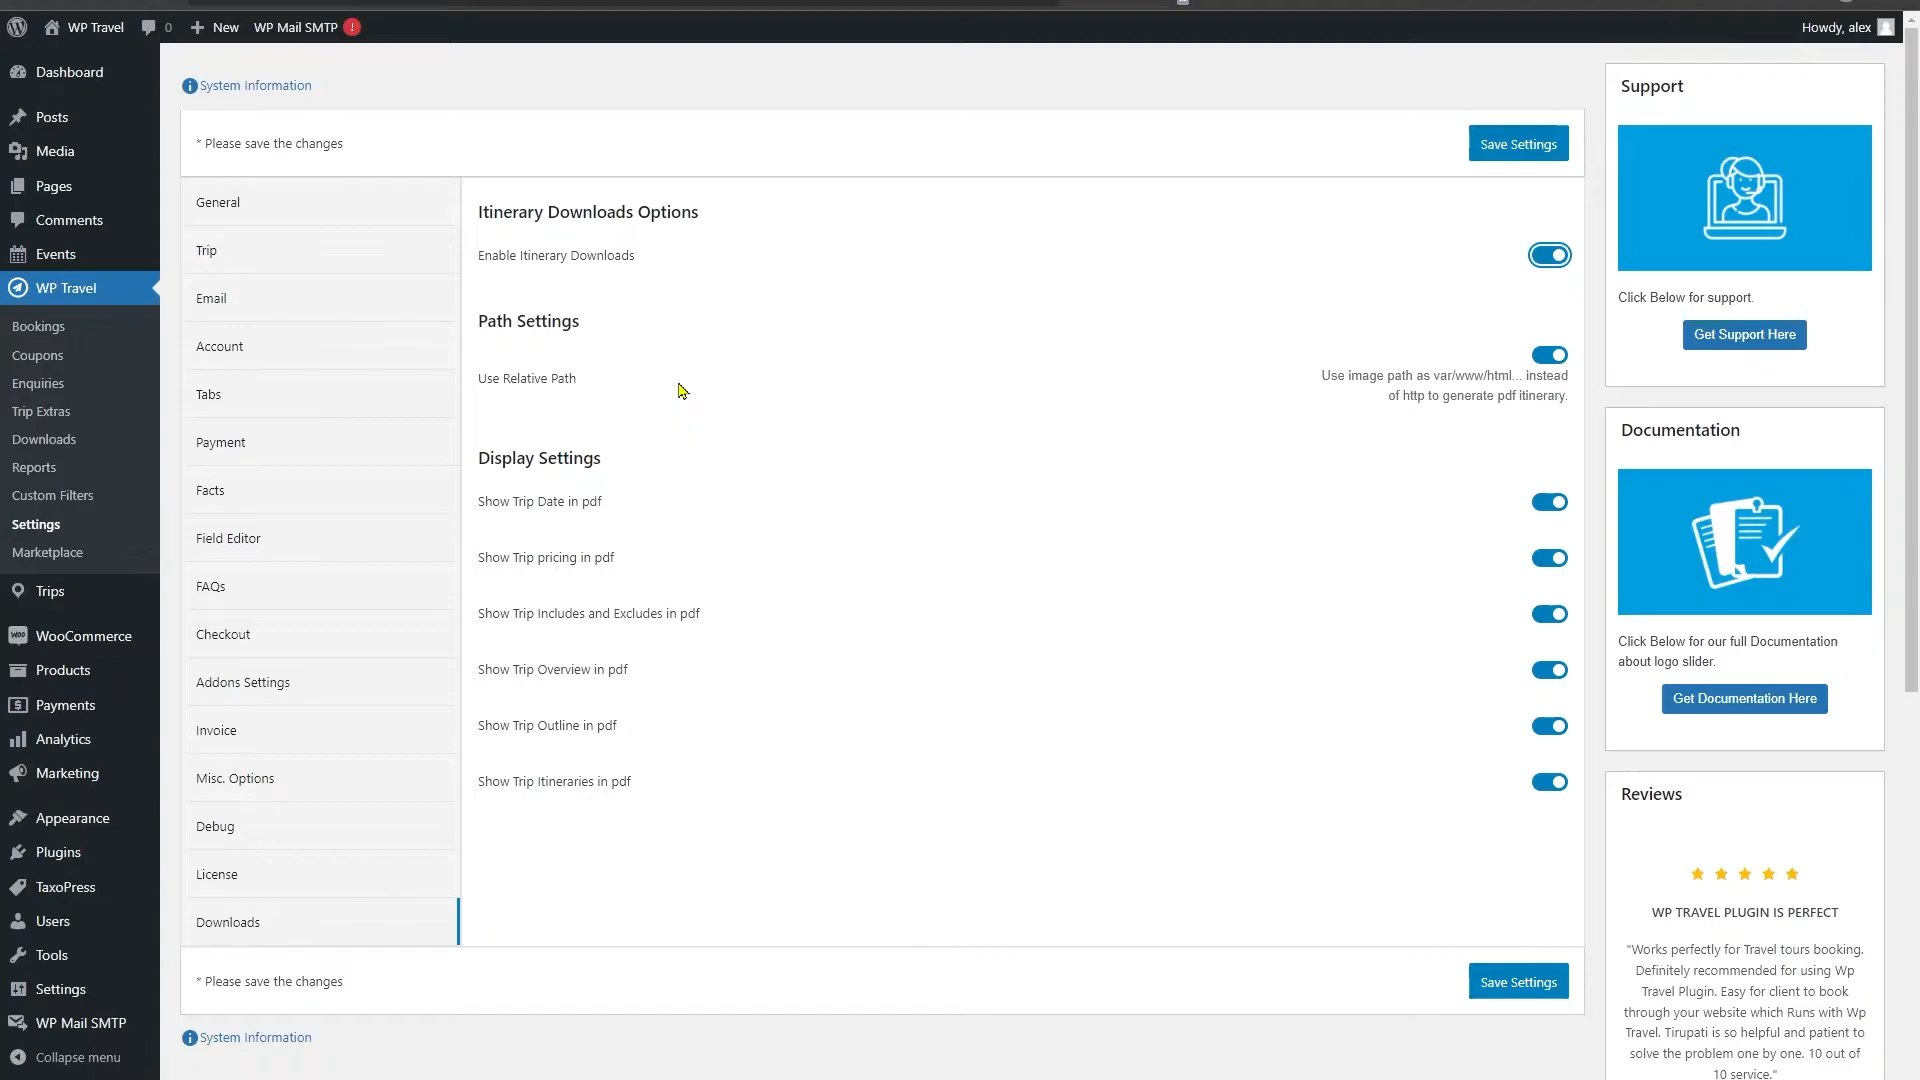 WP Travel
0
New
WP Mail SMTP
!
Howdy, alex
Dashboard
Posts
Media
Pages
Comments
Events
WP Travel
Bookings
Coupons
Enquiries
Trip Extras
Downloads
Reports
Custom Filters
Settings
Marketplace
Trips
WooCommerce
Products
Payments
Analytics
Marketing
Appearance
Plugins
TaxoPress
Users
Tools
Settings
WP Mail SMTP
Collapse menu
System Information
* Please save the changes
Save Settings
General
Trip
Email
Account
Tabs
Payment
Facts
Field Editor
FAQs
Checkout
Addons Settings
Invoice
Misc. Options
Debug
License
Downloads
Itinerary Downloads Options
Enable Itinerary Downloads
Path Settings
Use Relative Path
Use image path as var/www/html... instead
of http to generate pdf itinerary.
Display Settings
Show Trip Date in pdf
Show Trip pricing in pdf
Show Trip Includes and Excludes in pdf
Show Trip Overview in pdf
Show Trip Outline in pdf
Show Trip Itineraries in pdf
* Please save the changes
Save Settings
System Information
Support
Click Below for support.
Get Support Here
Documentation
Click Below for our full Documentation
about logo slider.
Get Documentation Here
Reviews
WP TRAVEL PLUGIN IS PERFECT
"Works perfectly for Travel tours booking.
Definitely recommended for using Wp
Travel Plugin. Easy for client to book
through your website which Runs with Wp
Travel. Tirupati is so helpful and patient to
solve the problem one by one. 10 out of
10 service."